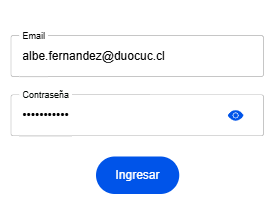 Email
albe.fernandez@duocuc.cl
Contraseña
•••••••••••
Ingresar